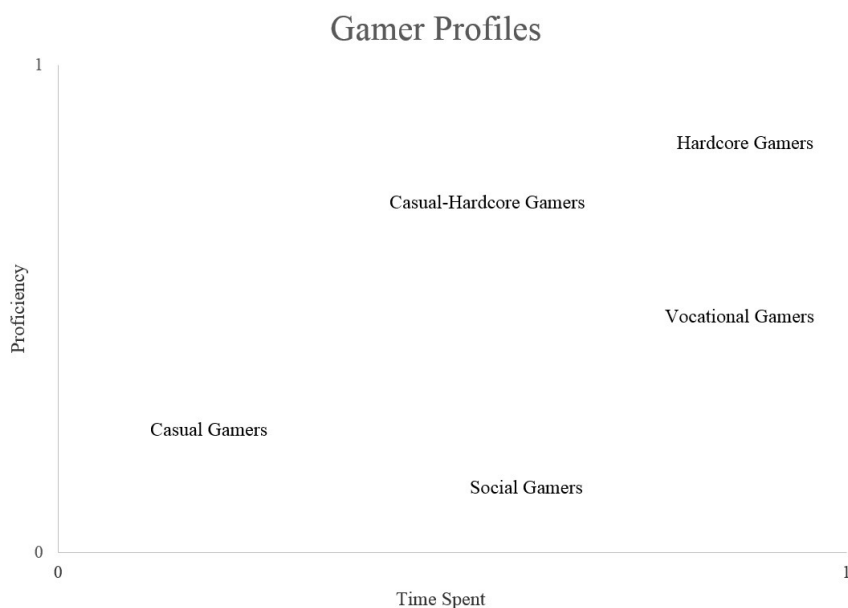 Gamer Profiles
1
Hardcore Gamers
Casual-Hardcore Gamers
Vocational Gamers
Proficiency
Casual Gamers
Social Gamers
0
0
1
Time Spent